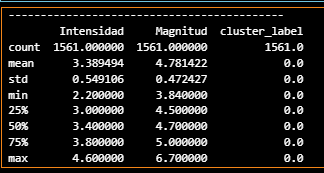 Intensidad Magnitud cluster_label
count 1561.000000 1561.000000 1561.0
mean 3.389494 4.781422 0.0
std 0.549106 0.472427 0.0
min 2.200000 3.840000 0.0
25% 3.000000 4.500000 0.0
50% 3.400000 4.700000 0.0
75% 3.800000 5.000000 0.0
max 4.600000 6.700000 0.0